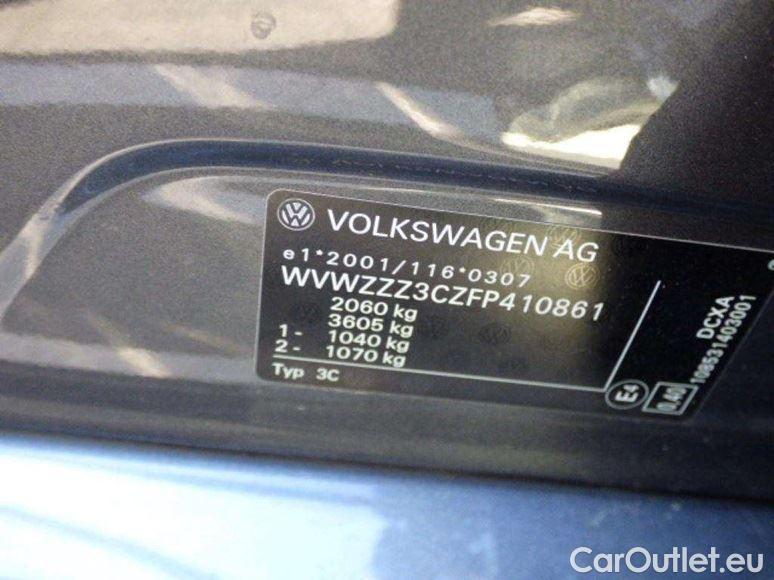 VOLKSWAGEN AG
e1*2001/116*0307
WVWZZZ3CZFP410861
2060 kg
3605 kg
1- 1040 kg
2- 1070 kg
Typ 3C
E4
0,40
DCXA
108531403001
CarOutlet.eu